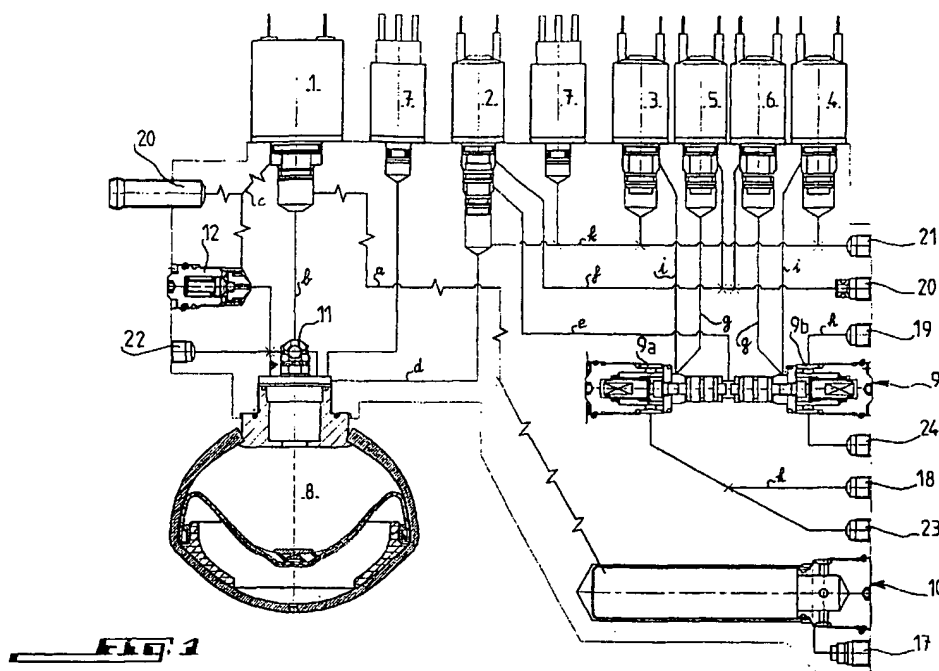 .1.
.7.
.2.
.7.
.3.
.5.
.6.
.4.
20
c
12
b
a
k
21
i
i
f
20
11
22
g
g
19
e
9a
9b
h
9
d
24
.8.
h
18
23
10
17
FIG. 1